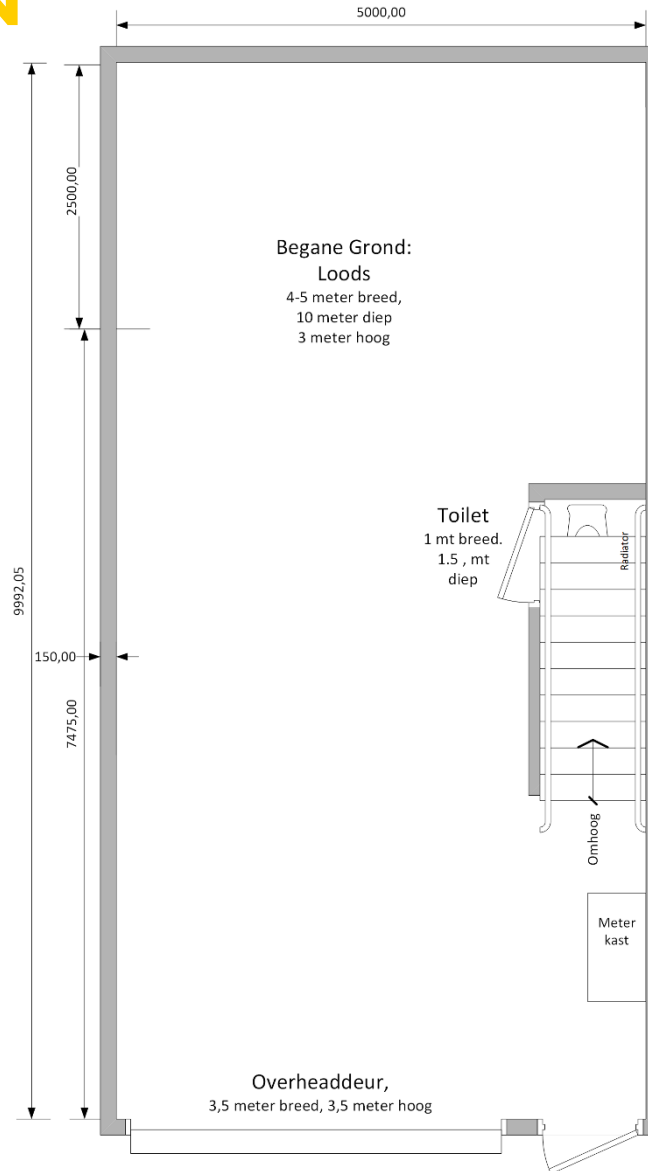 5000,00
2500,00
Begane Grond:
Loods
4-5 meter breed,
10 meter diep
3 meter hoog
Toilet
1 mt breed.
1.5 , mt
diep
Radiator
9992,05
150,00
7475,00
Omhoog
Meter
kast
Overheaddeur,
3,5 meter breed, 3,5 meter hoog